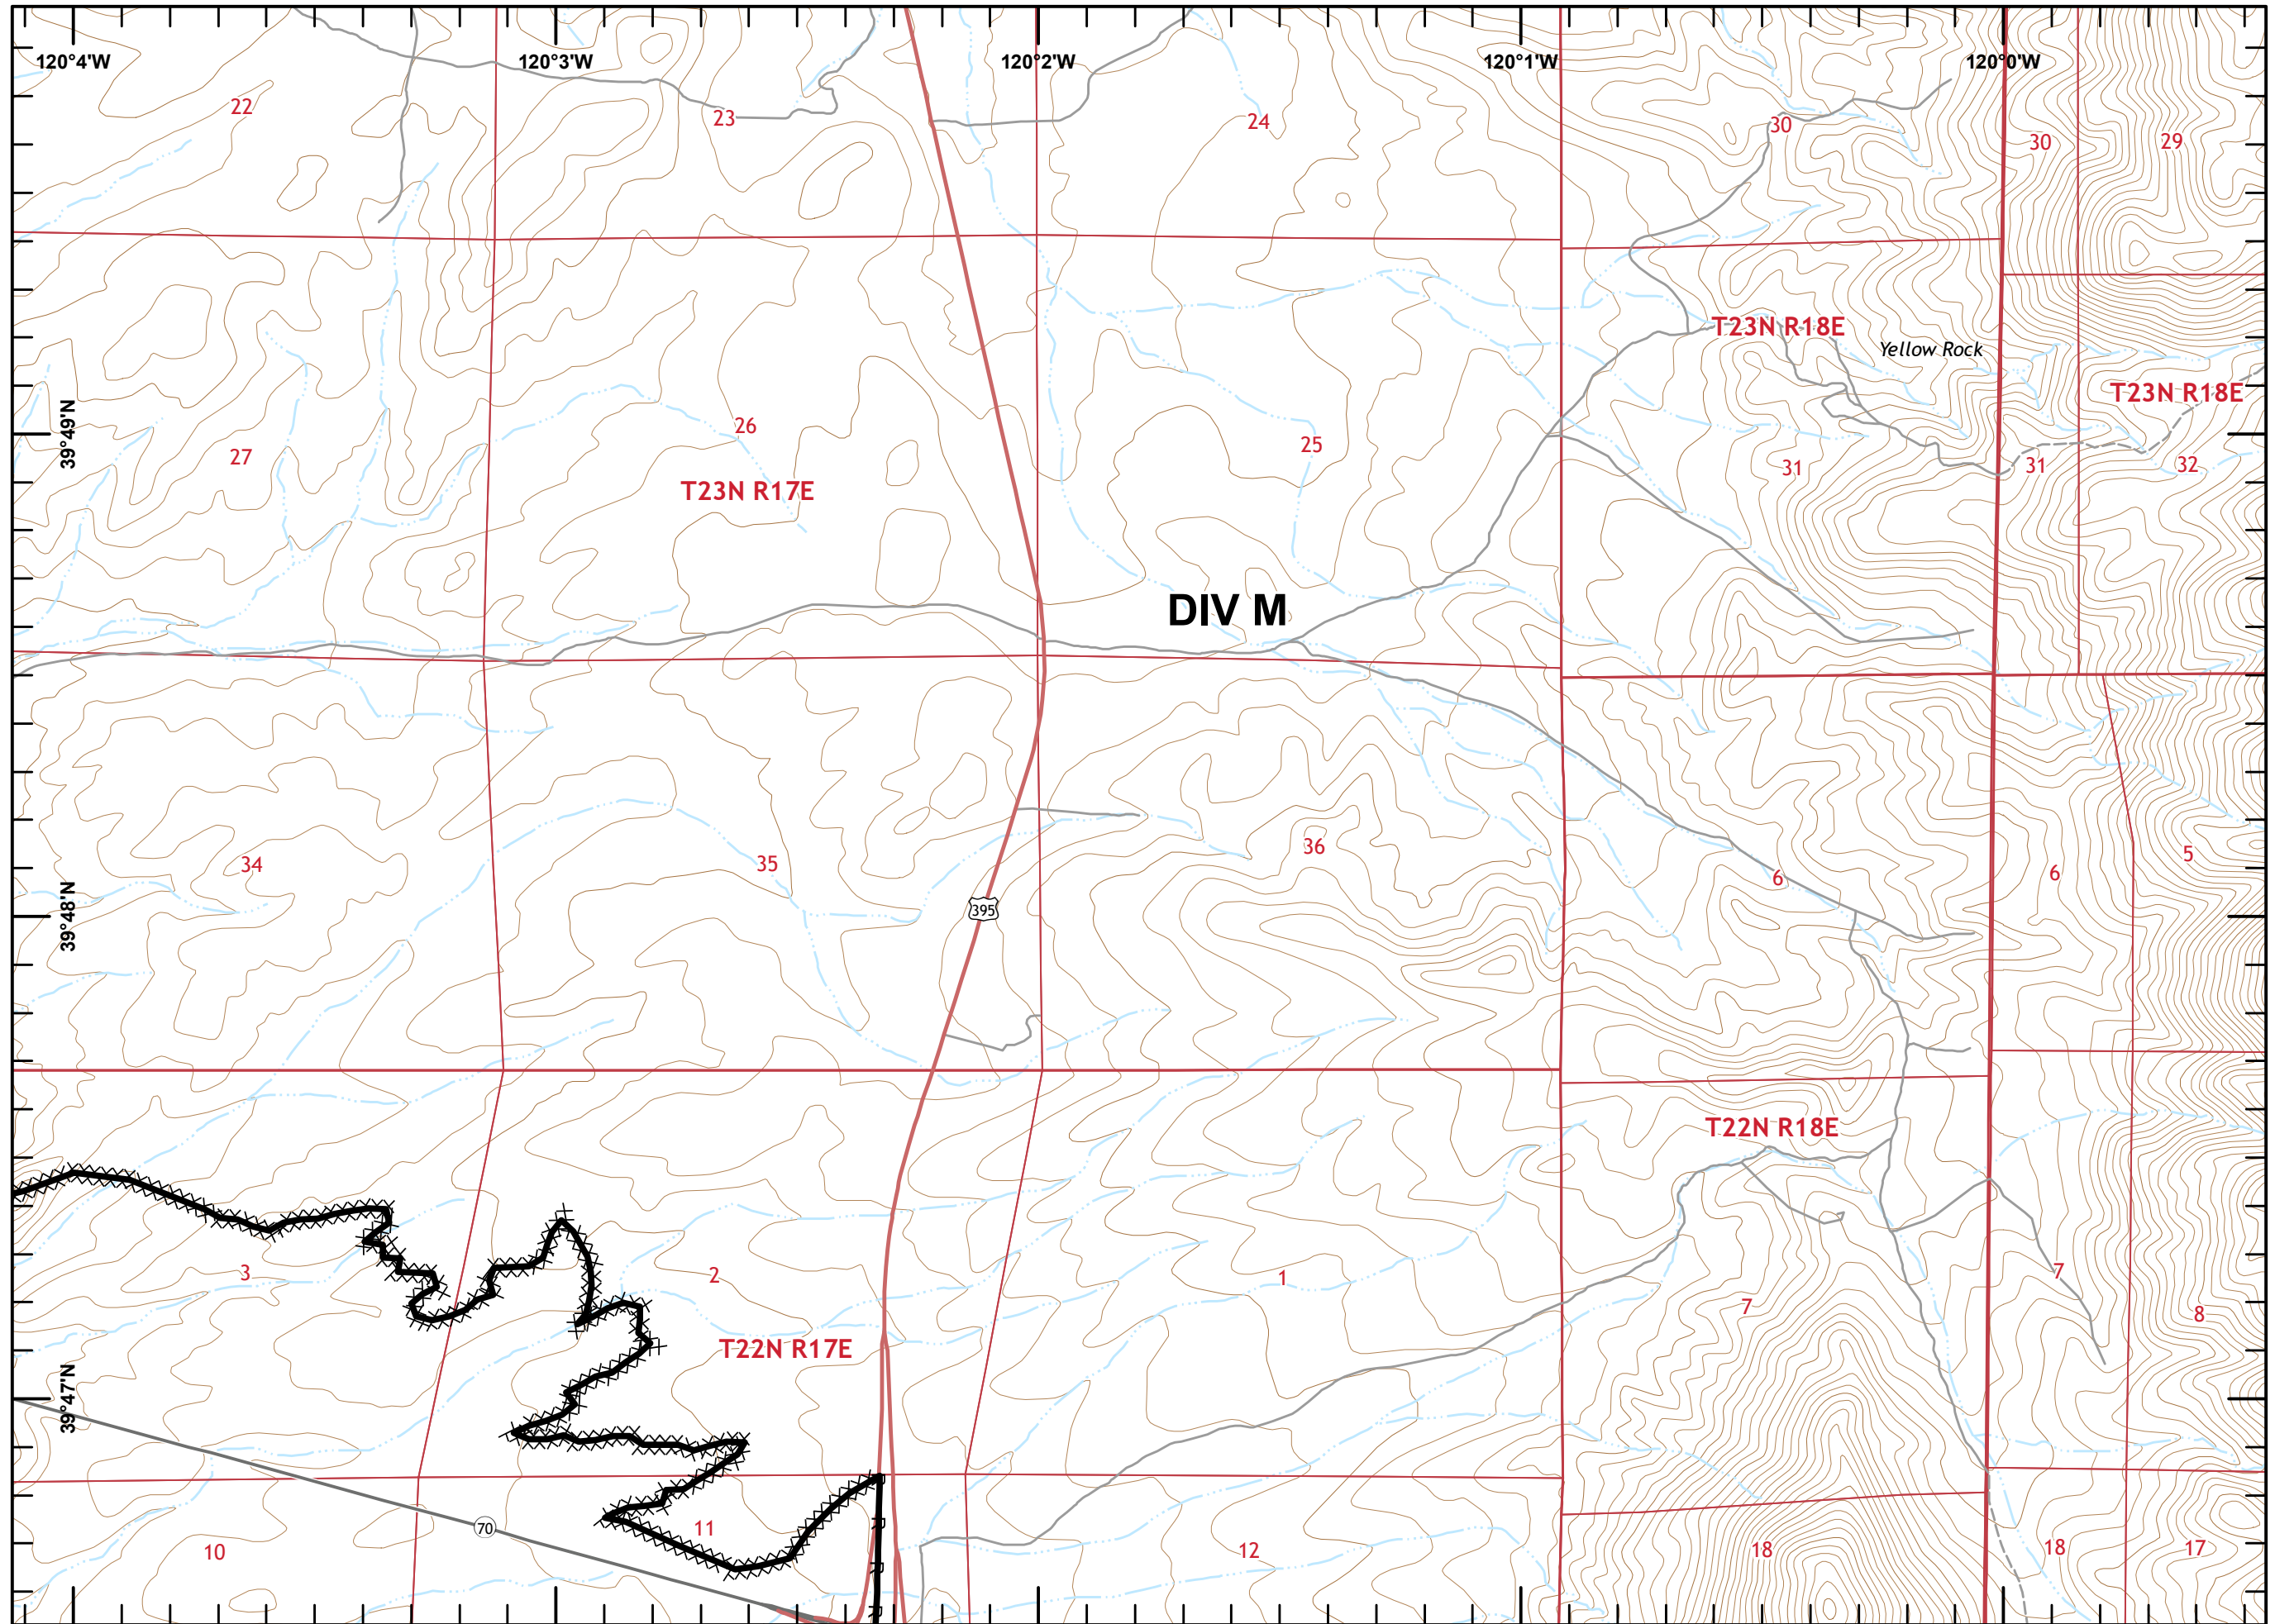 120°4'W
120°3'W
120°2'W
120°1'W
120°0'W
22
23
24
30
30
29
T23N R18E
Yellow Rock
T23N R18E
39°49'N
27
26
25
31
31
32
T23N R17E
DIV M
34
35
36
6
6
5
39°48'N
395
T22N R18E
3
2
1
7
7
8
T22N R17E
39°47'N
70
11
10
12
18
18
17
R
R
R